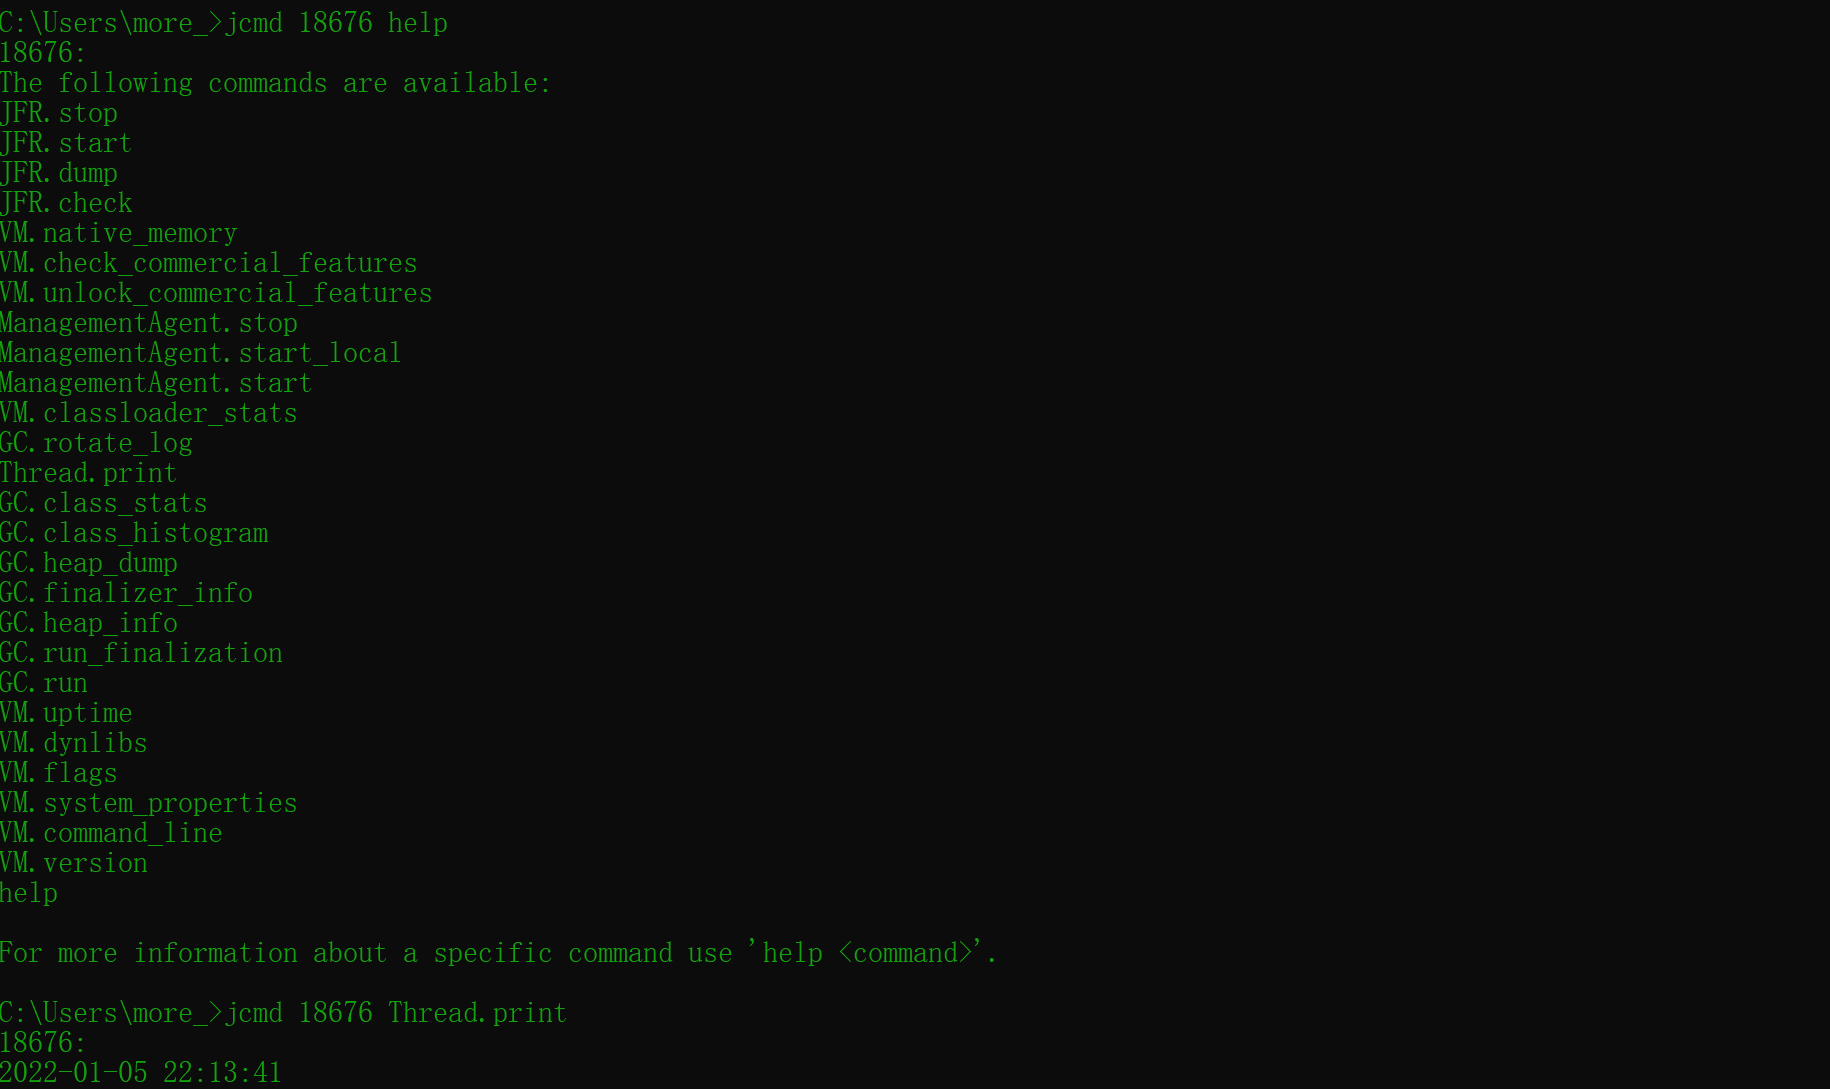 C:\Users\more_>jcmd 18676 help
18676:
The following commands are available:
JFR.stop
JFR.start
JFR.dump
JFR.check
VM.native_memory
VM.check_commercial_features
VM.unlock_commercial_features
ManagementAgent.stop
ManagementAgent.start_local
ManagementAgent.start
VM.classloader_stats
GC.rotate_log
Thread.print
GC.class_stats
GC.class_histogram
GC.heap_dump
GC.finalizer_info
GC.heap_info
GC.run_finalization
GC.run
VM.uptime
VM.dynlibs
VM.flags
VM.system_properties
VM.command_line
VM.version
help
For more information about a specific command use 'help <command>'.
C:\Users\more_>jcmd 18676 Thread.print
18676:
2022-01-05 22:13:41